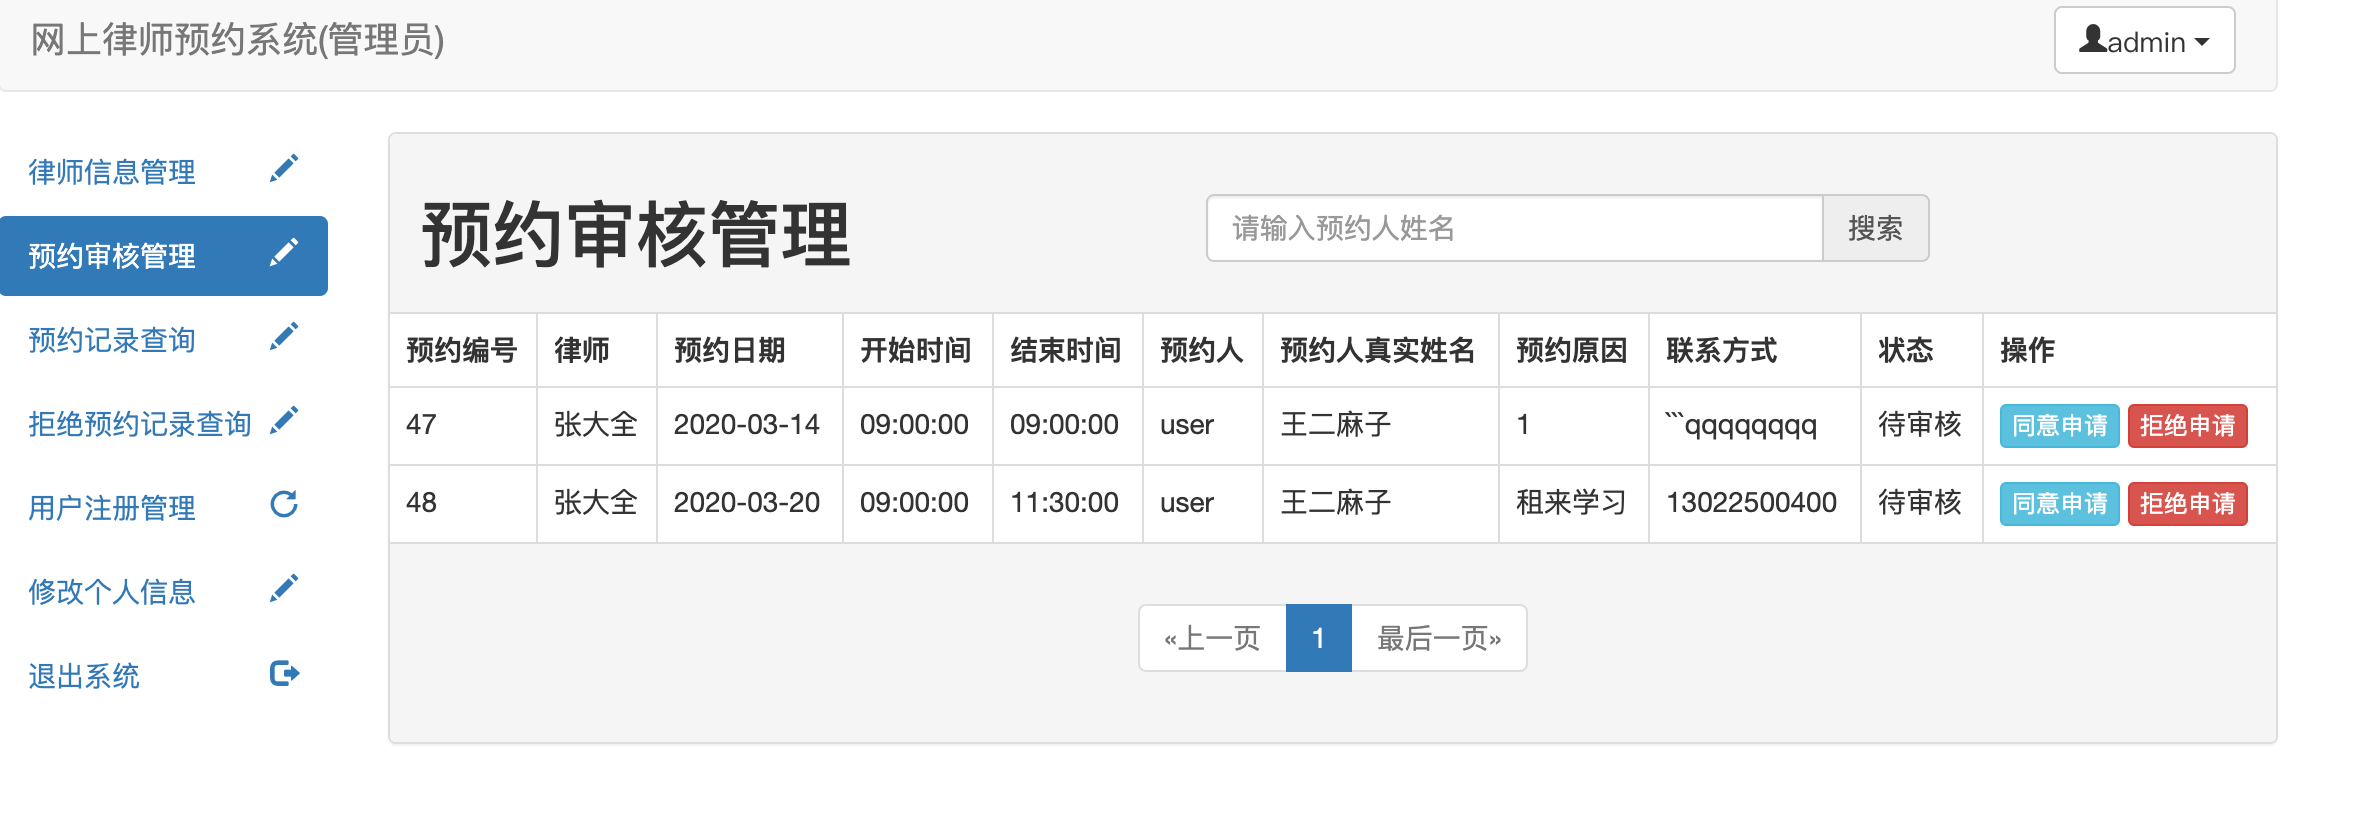 网上律师预约系统(管理员)
admin
律师信息管理
预约审核管理
预约记录查询
拒绝预约记录查询
用户注册管理
修改个人信息
退出系统
预约审核管理
请输入预约人姓名 搜索
预约编号 律师 预约日期 开始时间 结束时间 预约人 预约人真实姓名 预约原因 联系方式 状态 操作
47 张大全 2020-03-14 09:00:00 09:00:00 user 王二麻子 1 ```qqqqqqqq 待审核 同意申请 拒绝申请
48 张大全 2020-03-20 09:00:00 11:30:00 user 王二麻子 租来学习 13022500400 待审核 同意申请 拒绝申请
«上一页 1 最后一页»